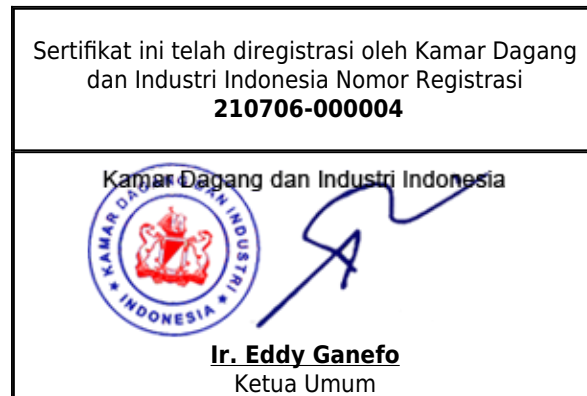 Sertifikat ini telah diregistrasi oleh Kamar Dagang
dan Industri Indonesia Nomor Registrasi
210706-000004
Kamar Dagang dan Industri Indonesia
KAMAR DAGANG DAN INDUSTRI
INDONESIA
Ir. Eddy Ganefo
Ketua Umum